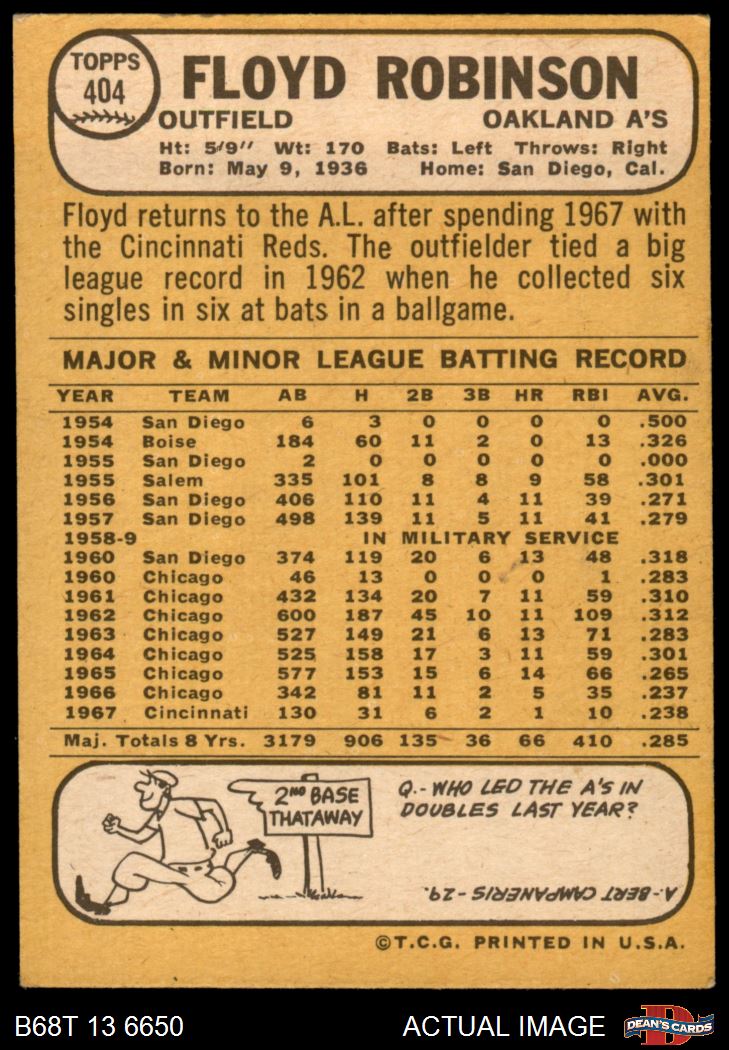 TOPPS
404
FLOYD ROBINSON
OUTFIELD OAKLAND A'S
Ht: 5'9'' Wt: 170 Bats: Left Throws: Right
Born: May 9, 1936 Home: San Diego, Cal.
Floyd returns to the A.L. after spending 1967 with
the Cincinnati Reds. The outfielder tied a big
league record in 1962 when he collected six
singles in six at bats in a ballgame.
MAJOR & MINOR LEAGUE BATTING RECORD
YEAR TEAM AB H 2B 3B HR RBI AVG.
1954 San Diego 6 3 0 0 0 0 .500
1954 Boise 184 60 11 2 0 13 .326
1955 San Diego 2 0 0 0 0 0 .000
1955 Salem 335 101 8 8 9 58 .301
1956 San Diego 406 110 11 4 11 39 .271
1957 San Diego 498 139 11 5 11 41 .279
1958-9 IN MILITARY SERVICE
1960 San Diego 374 119 20 6 13 48 .318
1960 Chicago 46 13 0 0 0 1 .283
1961 Chicago 432 134 20 7 11 59 .310
1962 Chicago 600 187 45 10 11 109 .312
1963 Chicago 527 149 21 6 13 71 .283
1964 Chicago 525 158 17 3 11 59 .301
1965 Chicago 577 153 15 6 14 66 .265
1966 Chicago 342 81 11 2 5 35 .237
1967 Cincinnati 130 31 6 2 1 10 .238
Maj. Totals 8 Yrs. 3179 906 135 36 66 410 .285
2ND BASE
THATAWAY
Q.- WHO LED THE A'S IN
DOUBLES LAST YEAR?
A.- BERT CAMPANERIS - 29.
©T.C.G. PRINTED IN U.S.A.
B68T 13 6650 ACTUAL IMAGE
D
DEAN'S CARDS